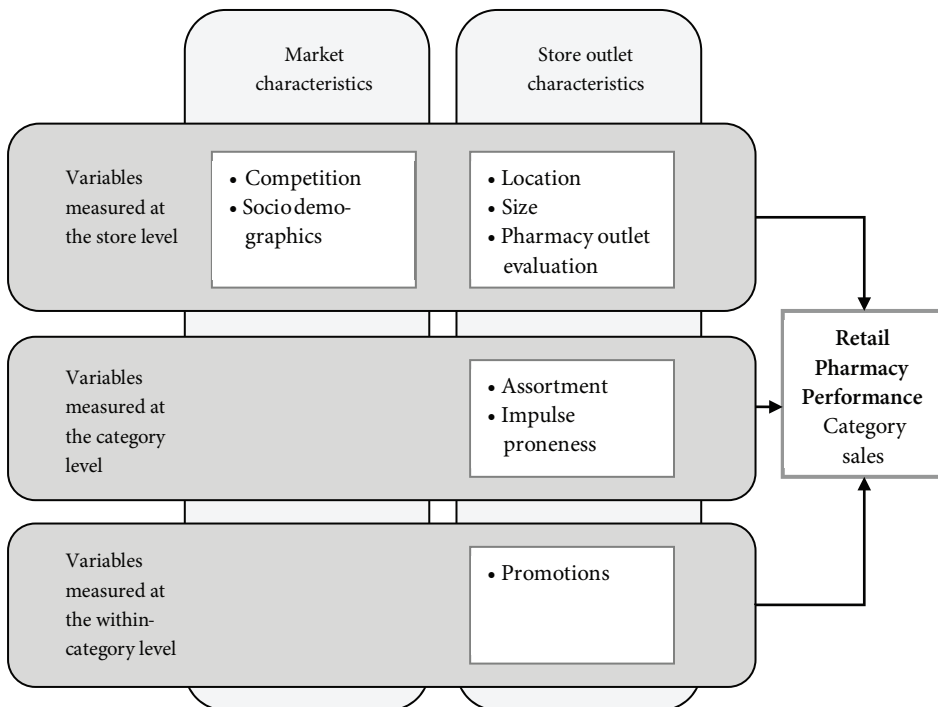 Market
characteristics
Store outlet
characteristics
Variables
measured at
the store level
• Competition
• Sociodemo-
graphics
• Location
• Size
• Pharmacy outlet
evaluation
Variables
measured at
the category
level
• Assortment
• Impulse
proneness
Variables
measured at
the within-
category level
• Promotions
Retail
Pharmacy
Performance
Category
sales